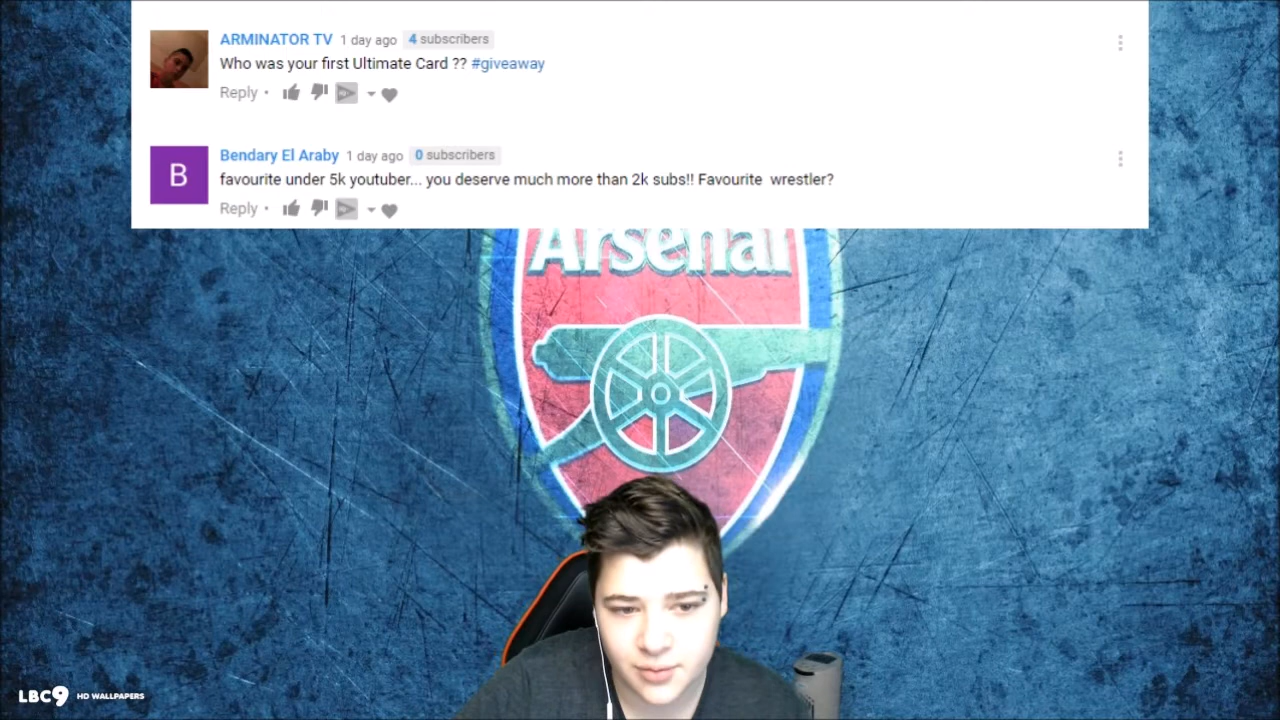 ARMINATOR TV 1 day ago 4 subscribers
Who was your first Ultimate Card ?? #giveaway
Reply •
B
Bendary El Araby 1 day ago 0 subscribers
favourite under 5k youtuber... you deserve much more than 2k subs!! Favourite wrestler?
Reply •
Arsenal
LBC9 HD WALLPAPERS